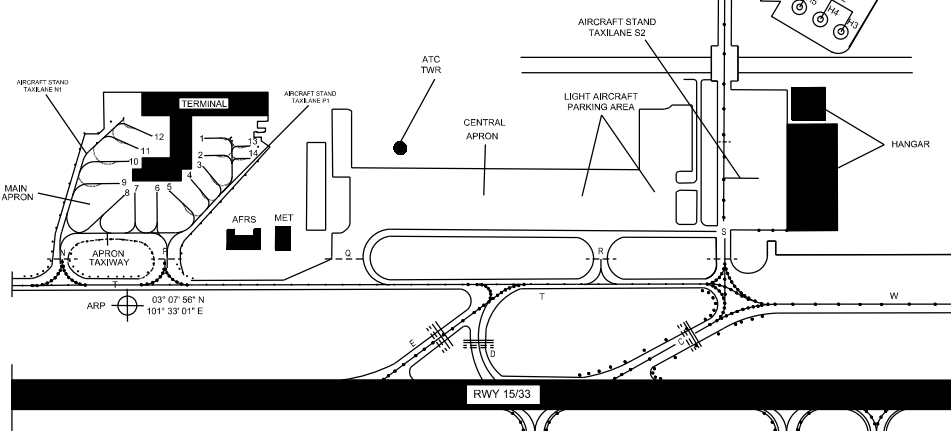 H5
H4
H3
AIRCRAFT STAND
TAXILANE S2
ATC
TWR
AIRCRAFT STAND
TAXILANE N1
TERMINAL
AIRCRAFT STAND
TAXILANE P1
LIGHT AIRCRAFT
PARKING AREA
CENTRAL
APRON
HANGAR
12
11
10
9
8
7
6
5
4
3
2
1
13
14
MAIN
APRON
AFRS
MET
APRON
TAXIWAY
N
P
Q
R
S
T
T
W
ARP
03° 07' 56" N
101° 33' 01" E
E
D
C
RWY 15/33